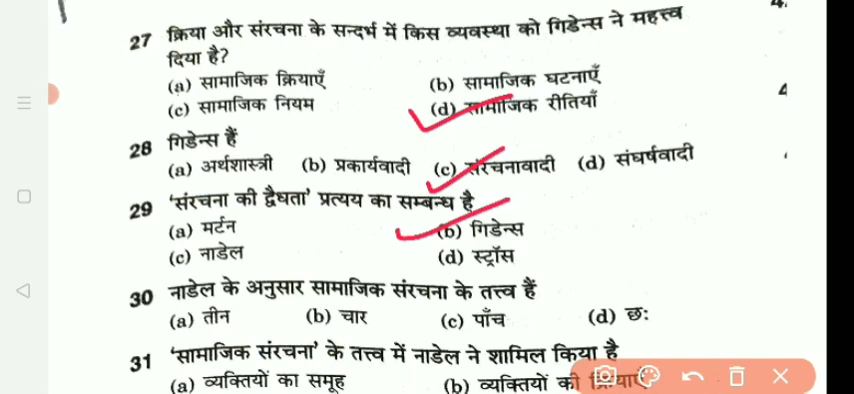 27 क्रिया और संरचना के सन्दर्भ में किस व्यवस्था को गिडेन्स ने महत्त्व
दिया है?
(a) सामाजिक क्रियाएँ (b) सामाजिक घटनाएँ
(c) सामाजिक नियम (d) सामाजिक रीतियाँ
28 गिडेन्स हैं
(a) अर्थशास्त्री (b) प्रकार्यवादी (c) संरचनावादी (d) संघर्षवादी
29 ‘संरचना की द्वैधता’ प्रत्यय का सम्बन्ध है
(a) मर्टन (b) गिडेन्स
(c) नाडेल (d) स्ट्रॉस
30 नाडेल के अनुसार सामाजिक संरचना के तत्त्व हैं
(a) तीन (b) चार (c) पाँच (d) छः
31 ‘सामाजिक संरचना’ के तत्त्व में नाडेल ने शामिल किया है
(a) व्यक्तियों का समूह (b) व्यक्तियों की